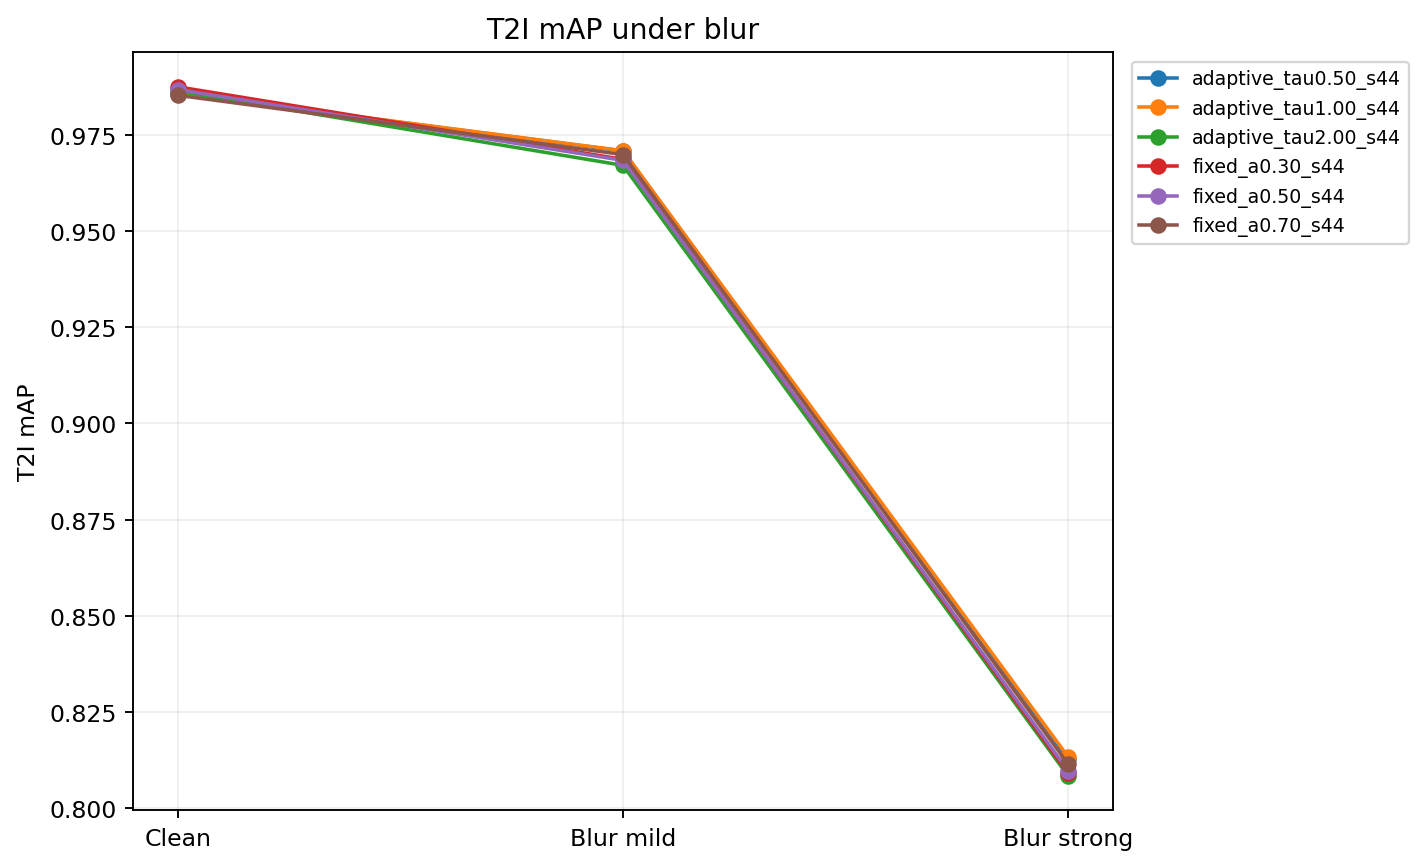 T2I mAP under blur
adaptive_tau0.50_s44
adaptive_tau1.00_s44
adaptive_tau2.00_s44
fixed_a0.30_s44
fixed_a0.50_s44
fixed_a0.70_s44
T2I mAP
0.975
0.950
0.925
0.900
0.875
0.850
0.825
0.800
Clean
Blur mild
Blur strong